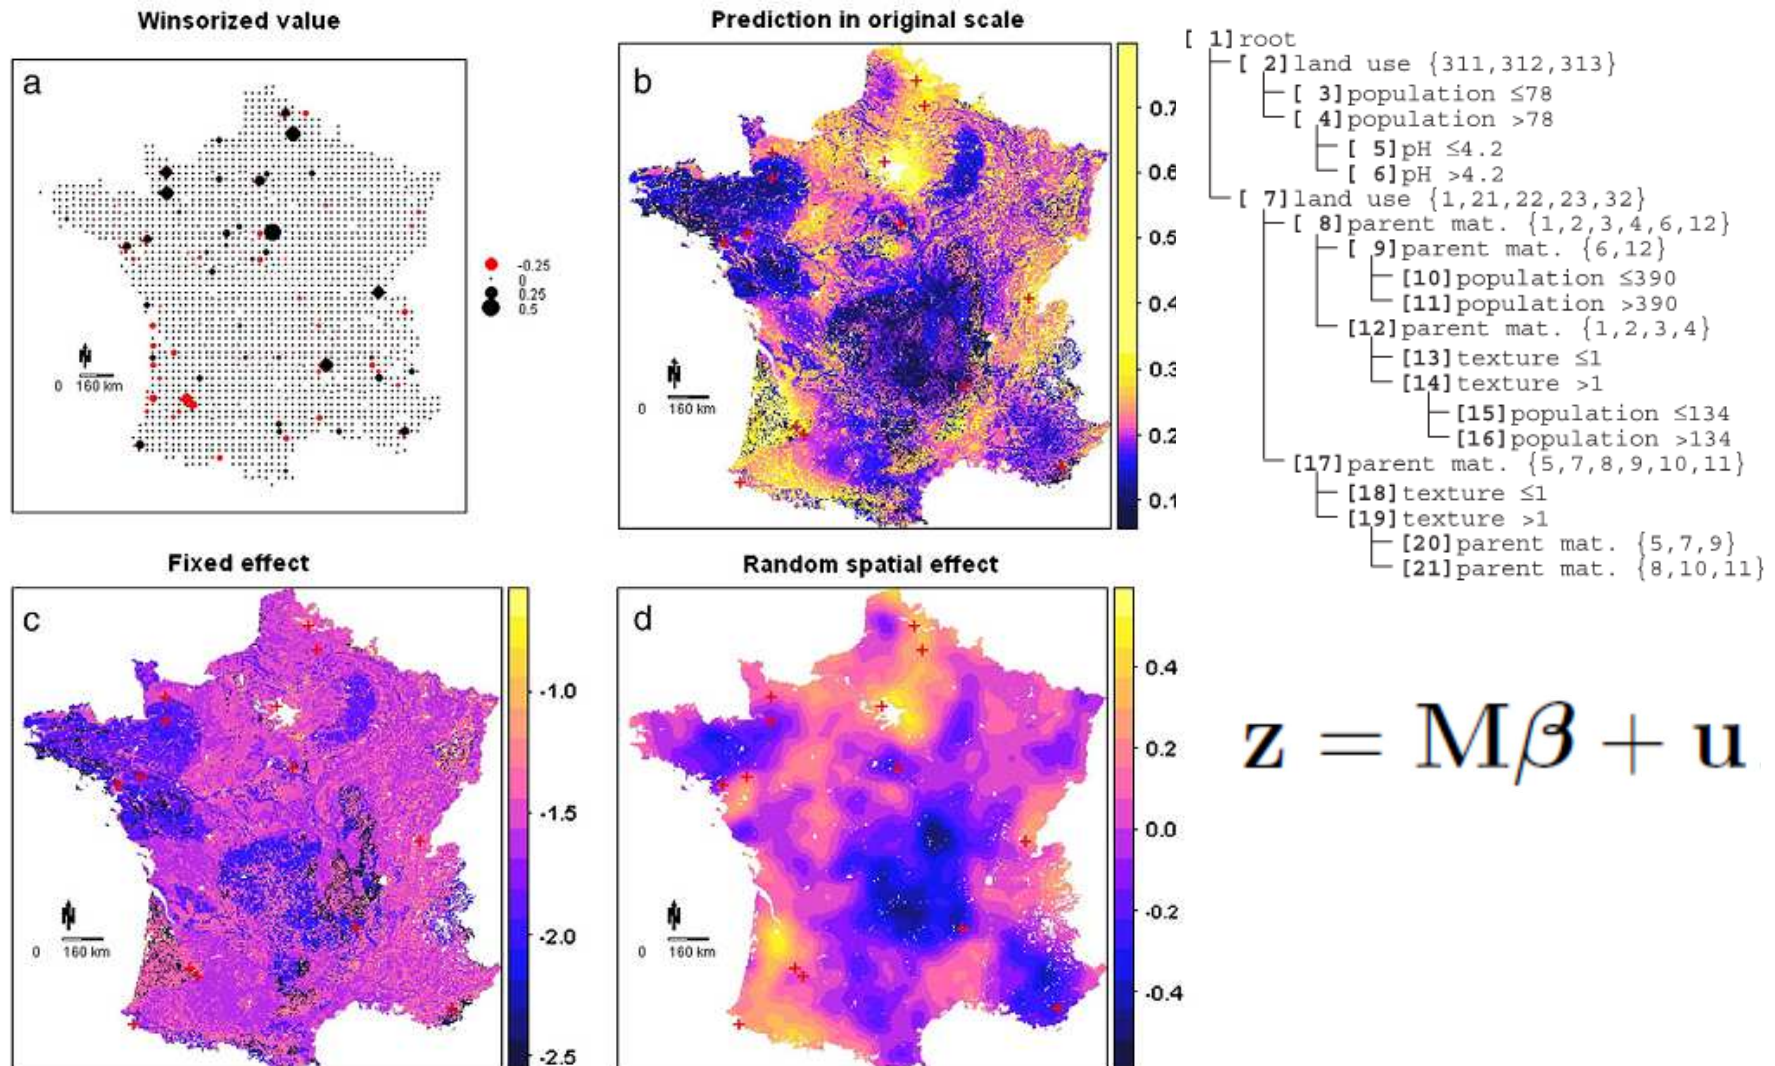 Winsorized value
a
-0.25
0
0.25
0.5
N
0 160 km
Prediction in original scale
b
0.7
0.6
0.5
0.4
0.3
0.2
0.1
N
0 160 km
[ 1]root
[ 2]land use {311,312,313}
[ 3]population ≤78
[ 4]population >78
[ 5]pH ≤4.2
[ 6]pH >4.2
[ 7]land use {1,21,22,23,32}
[ 8]parent mat. {1,2,3,4,6,12}
[ 9]parent mat. {6,12}
[10]population ≤390
[11]population >390
[12]parent mat. {1,2,3,4}
[13]texture ≤1
[14]texture >1
[15]population ≤134
[16]population >134
[17]parent mat. {5,7,8,9,10,11}
[18]texture ≤1
[19]texture >1
[20]parent mat. {5,7,9}
[21]parent mat. {8,10,11}
Fixed effect
c
-1.0
-1.5
-2.0
-2.5
N
0 160 km
Random spatial effect
d
0.4
0.2
0.0
-0.2
-0.4
N
0 160 km
z = Mβ + u